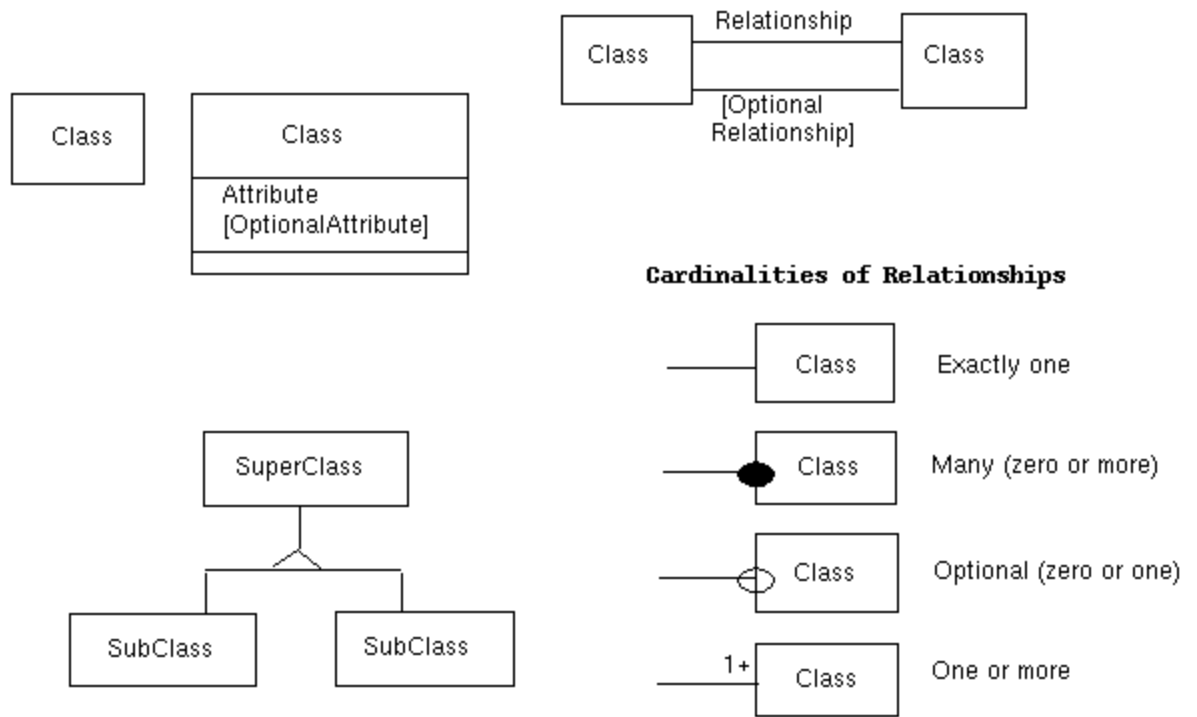 Class
Class
Attribute
[OptionalAttribute]
Relationship
Class
Class
[Optional
Relationship]
SuperClass
SubClass
SubClass
Cardinalities of Relationships
Class
Exactly one
Class
Many (zero or more)
Class
Optional (zero or one)
1+
Class
One or more